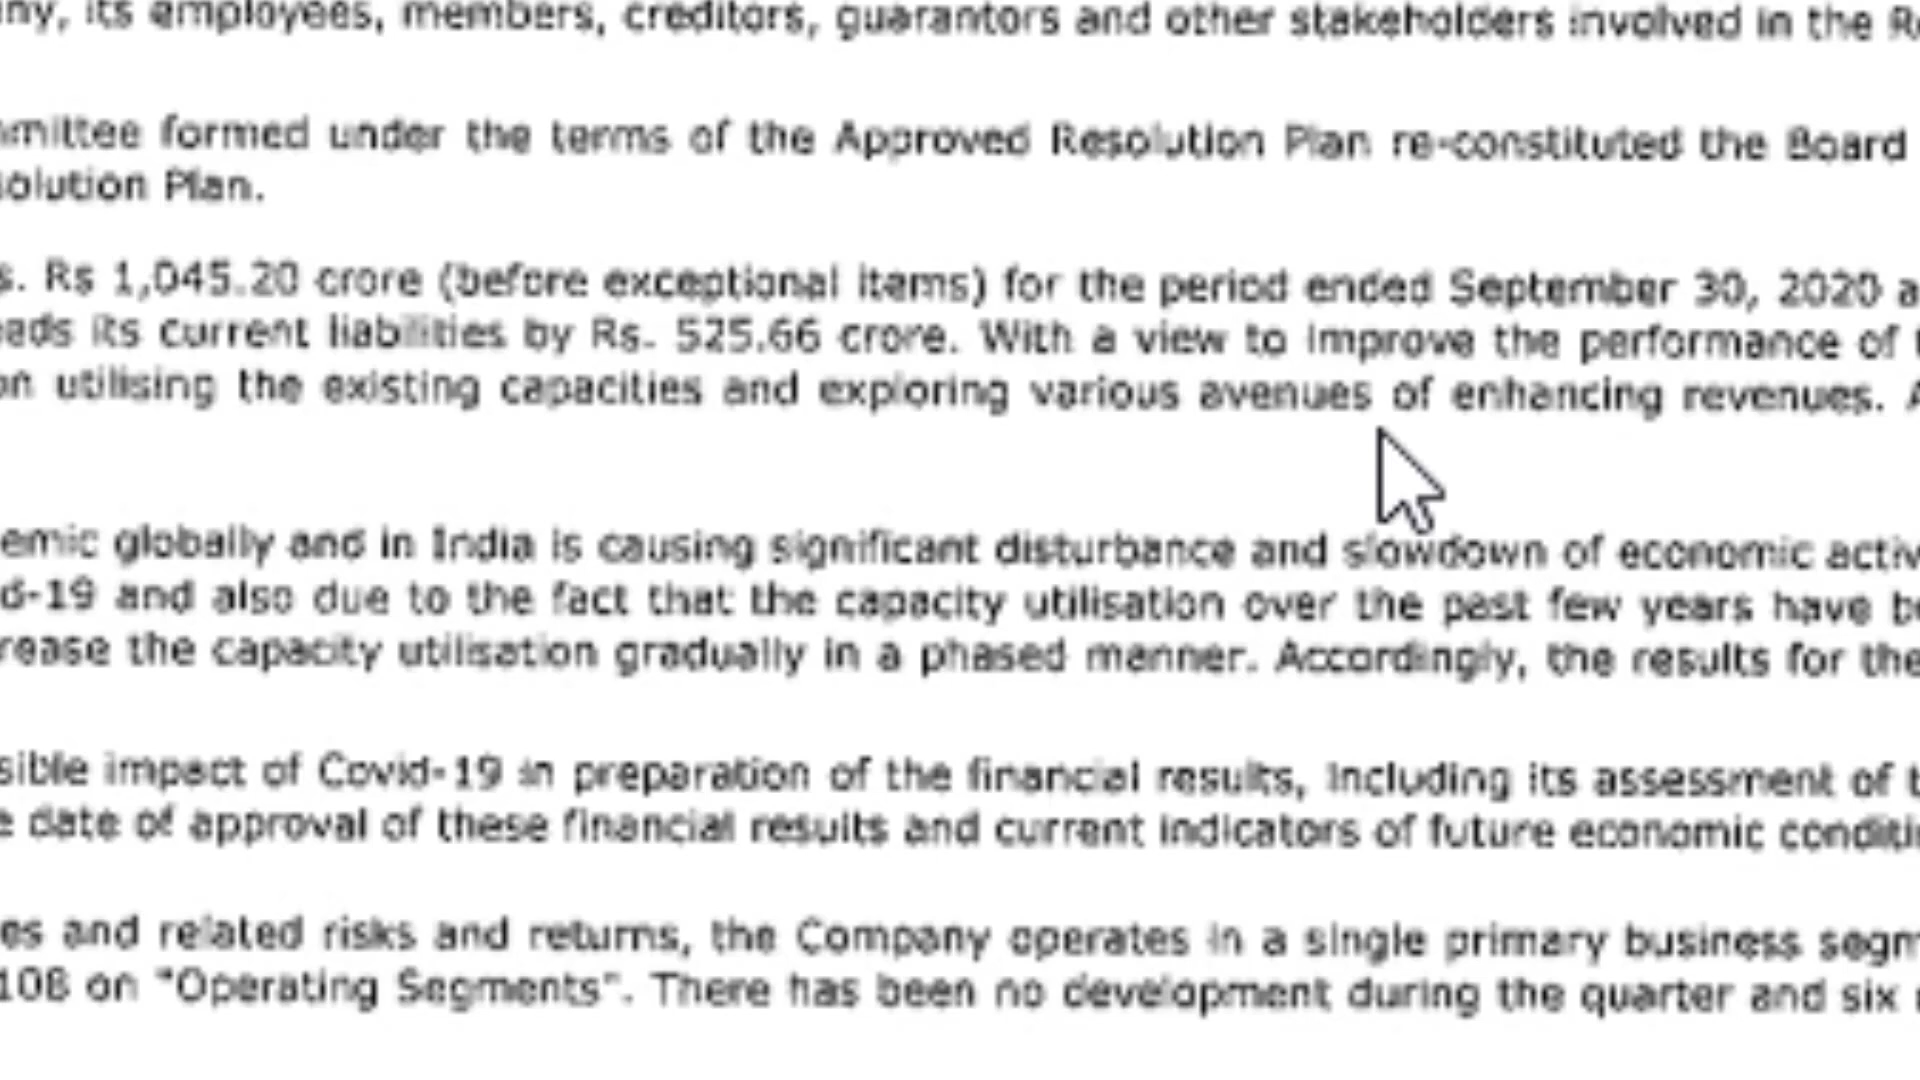 ny, its employees, members, creditors, guarantors and other stakeholders involved in the R
mmittee formed under the terms of the Approved Resolution Plan re-constituted the Board
solution Plan.
s. Rs 1,045.20 crore (before exceptional items) for the period ended September 30, 2020 a
eds its current liabilities by Rs. 525.66 crore. With a view to improve the performance of t
on utilising the existing capacities and exploring various avenues of enhancing revenues. A
emic globally and in India is causing significant disturbance and slowdown of economic activ
d-19 and also due to the fact that the capacity utilisation over the past few years have be
rease the capacity utilisation gradually in a phased manner. Accordingly, the results for the
sible impact of Covid-19 in preparation of the financial results, including its assessment of t
e date of approval of these financial results and current indicators of future economic conditi
es and related risks and returns, the Company operates in a single primary business segm
108 on "Operating Segments". There has been no development during the quarter and six